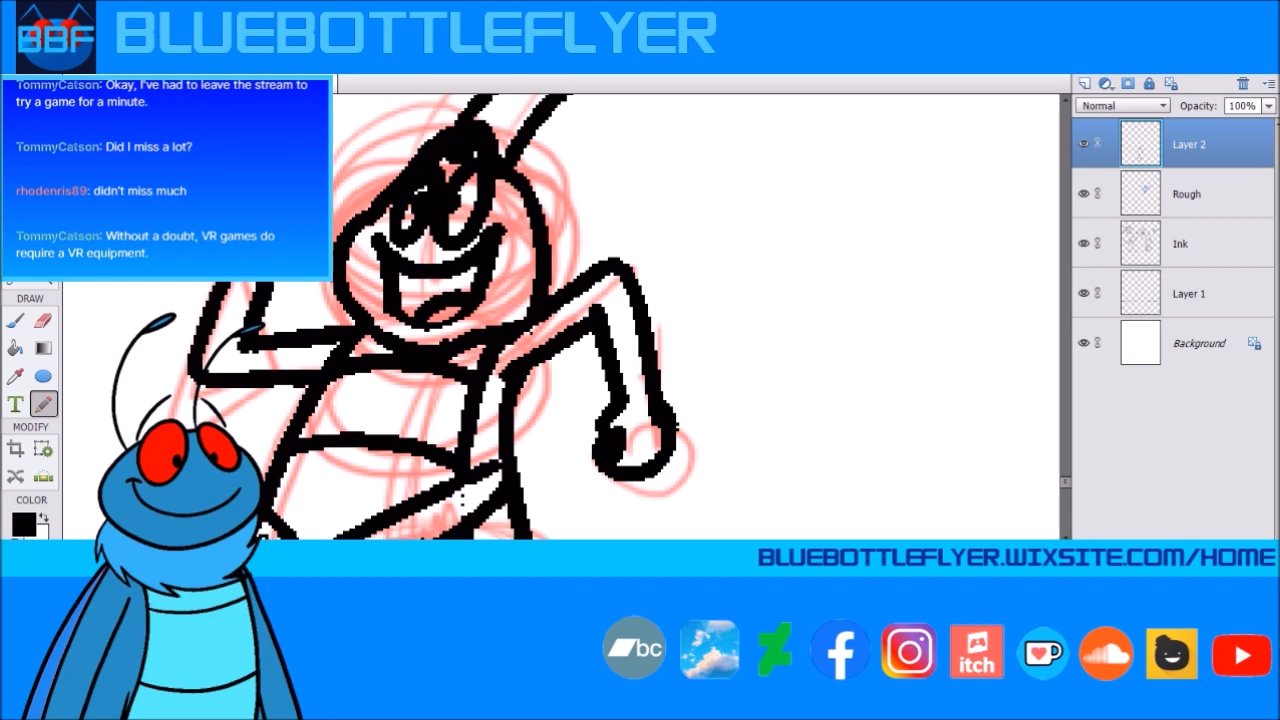 BBF
BLUEBOTTLEFLYER
TommyCatson: Okay, I've had to leave the stream to
try a game for a minute.
TommyCatson: Did I miss a lot?
rhodenris89: didn't miss much
TommyCatson: Without a doubt, VR games do
require a VR equipment.
Normal
Opacity: 100%
Layer 2
Rough
Ink
Layer 1
Background
DRAW
T
MODIFY
COLOR
BLUEBOTTLEFLYER.WIXSITE.COM/HOME
bc
itch